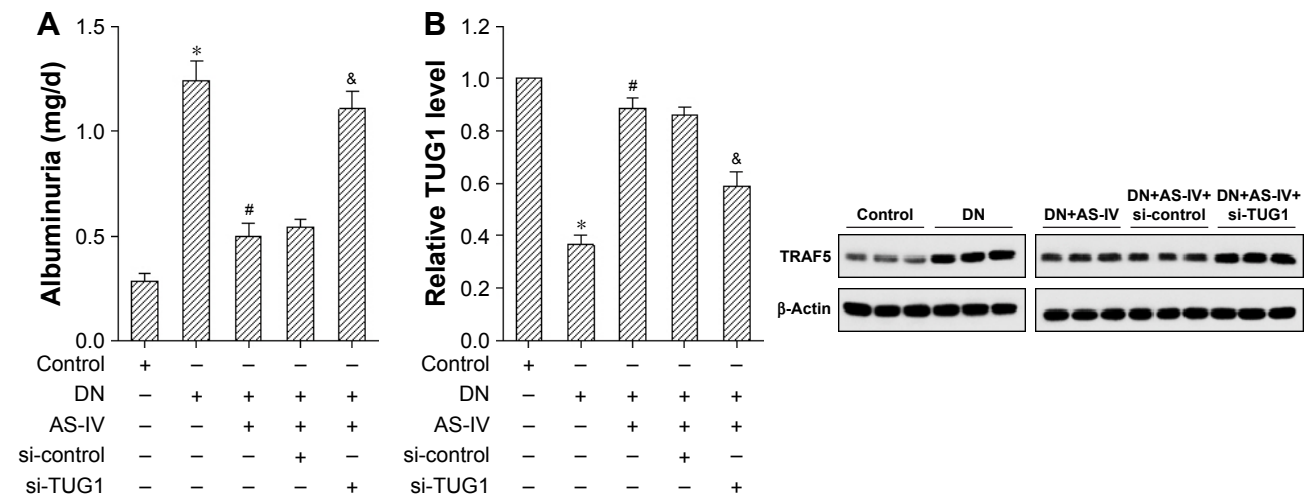 A
Albuminuria (mg/d)
1.5
1.0
0.5
0.0
*
#
&
Control + − − − −
DN − + + + +
AS-IV − − + + +
si-control − − − + −
si-TUG1 − − − − +
B
Relative TUG1 level
1.2
1.0
0.8
0.6
0.4
0.2
0.0
*
#
&
Control + − − − −
DN − + + + +
AS-IV − − + + +
si-control − − − + −
si-TUG1 − − − − +
Control DN DN+AS-IV DN+AS-IV+ si-control DN+AS-IV+ si-TUG1
TRAF5
β-Actin